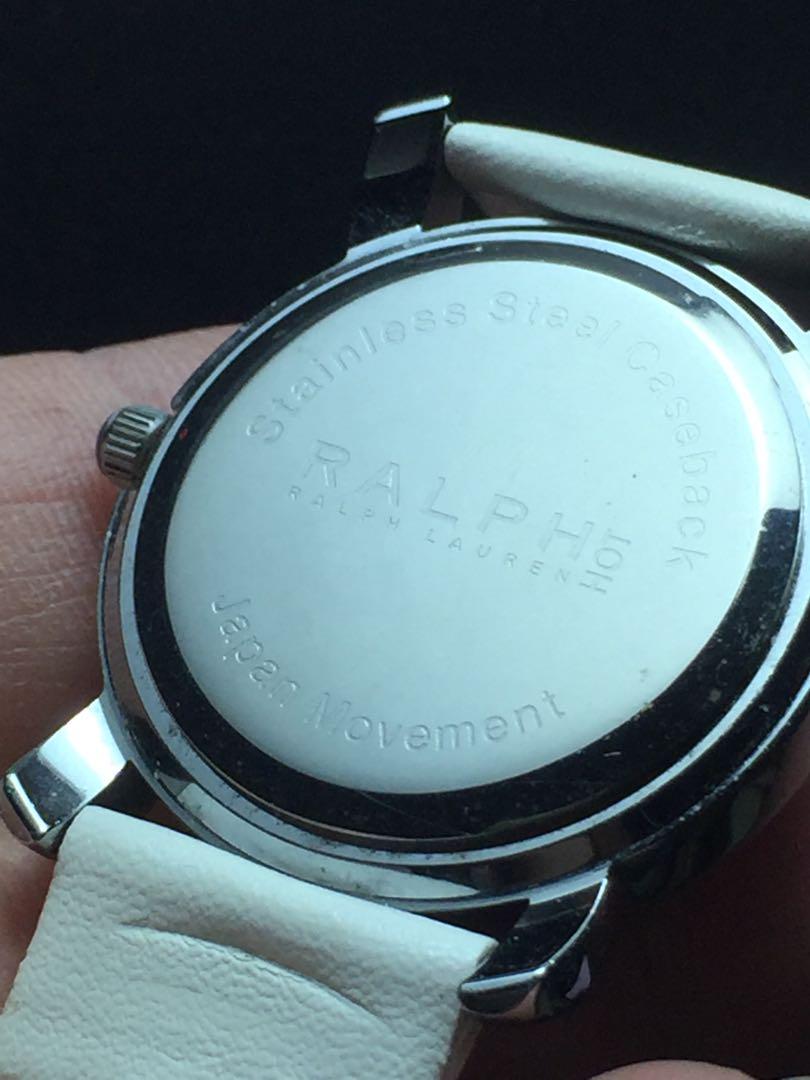 Stainless Steel Caseback
RALPH HOT
RALPH LAUREN
Japan Movement